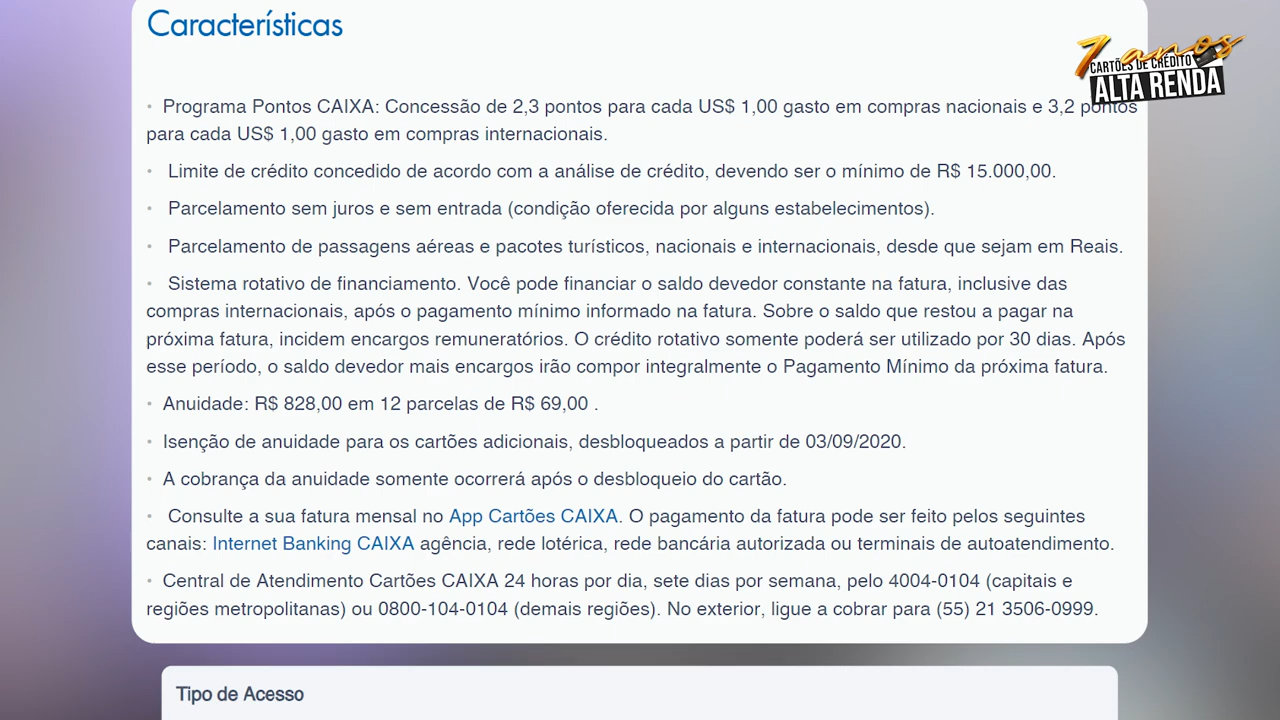 Características
7 anos
CARTÕES DE CRÉDITO
ALTA RENDA
• Programa Pontos CAIXA: Concessão de 2,3 pontos para cada US$ 1,00 gasto em compras nacionais e 3,2 pontos
para cada US$ 1,00 gasto em compras internacionais.
• Limite de crédito concedido de acordo com a análise de crédito, devendo ser o mínimo de R$ 15.000,00.
• Parcelamento sem juros e sem entrada (condição oferecida por alguns estabelecimentos).
• Parcelamento de passagens aéreas e pacotes turísticos, nacionais e internacionais, desde que sejam em Reais.
• Sistema rotativo de financiamento. Você pode financiar o saldo devedor constante na fatura, inclusive das
compras internacionais, após o pagamento mínimo informado na fatura. Sobre o saldo que restou a pagar na
próxima fatura, incidem encargos remuneratórios. O crédito rotativo somente poderá ser utilizado por 30 dias. Após
esse período, o saldo devedor mais encargos irão compor integralmente o Pagamento Mínimo da próxima fatura.
• Anuidade: R$ 828,00 em 12 parcelas de R$ 69,00 .
• Isenção de anuidade para os cartões adicionais, desbloqueados a partir de 03/09/2020.
• A cobrança da anuidade somente ocorrerá após o desbloqueio do cartão.
• Consulte a sua fatura mensal no App Cartões CAIXA. O pagamento da fatura pode ser feito pelos seguintes
canais: Internet Banking CAIXA agência, rede lotérica, rede bancária autorizada ou terminais de autoatendimento.
• Central de Atendimento Cartões CAIXA 24 horas por dia, sete dias por semana, pelo 4004-0104 (capitais e
regiões metropolitanas) ou 0800-104-0104 (demais regiões). No exterior, ligue a cobrar para (55) 21 3506-0999.
Tipo de Acesso